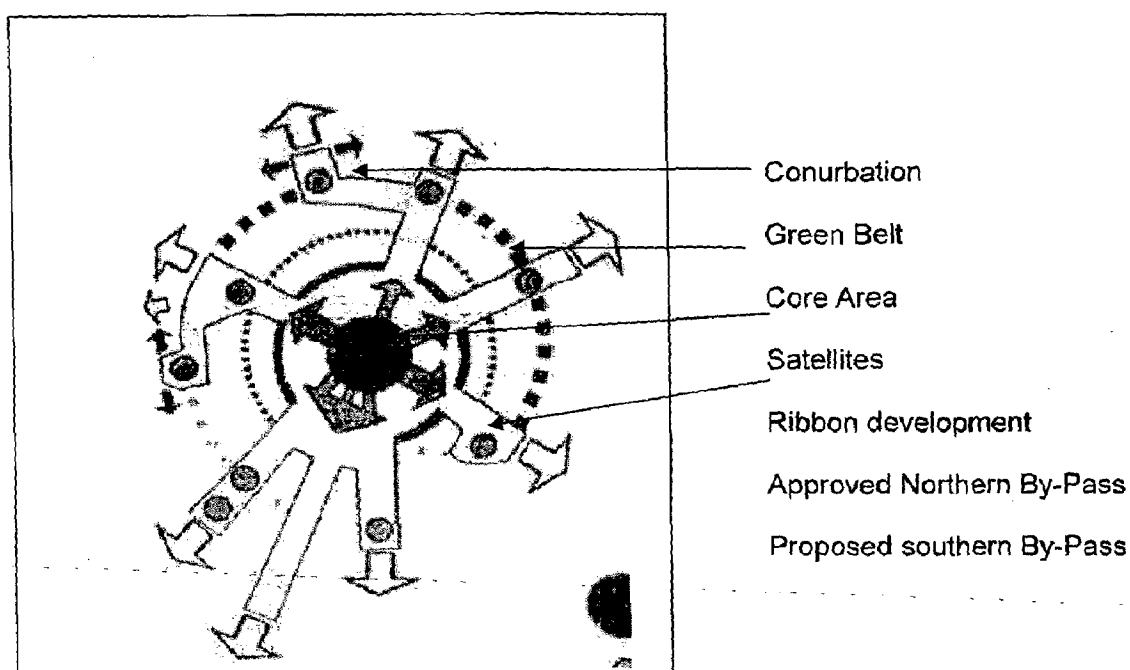 Conurbation
Green Belt
Core Area
Satellites
Ribbon development
Approved Northern By-Pass
Proposed southern By-Pass